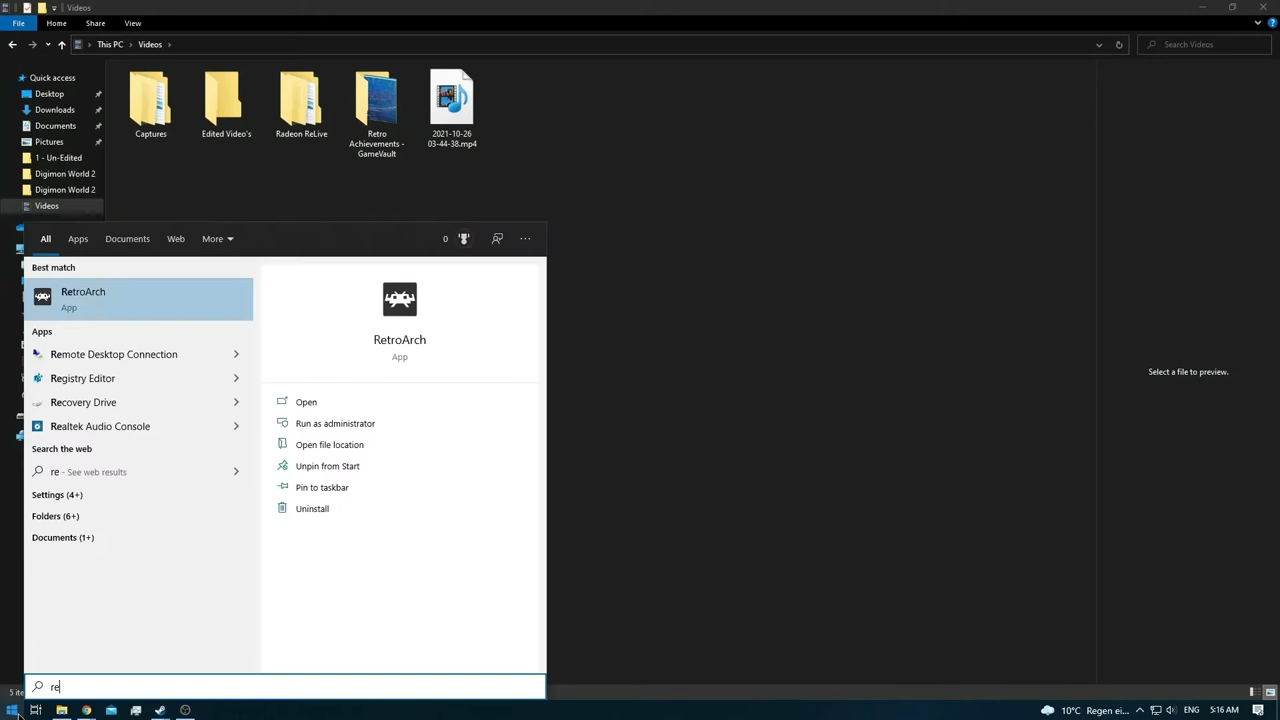 Videos
File
Home
Share
View
This PC
Videos
Search Videos
Quick access
Desktop
Downloads
Documents
Pictures
1 - Un-Edited
Digimon World 2
Digimon World 2
Videos
Captures
Edited Video's
Radeon ReLive
Retro
Achievements -
GameVault
2021-10-26
03-44-38.mp4
Select a file to preview.
All
Apps
Documents
Web
More
0
Best match
RetroArch
App
Apps
Remote Desktop Connection
Registry Editor
Recovery Drive
Realtek Audio Console
Search the web
re - See web results
Settings (4+)
Folders (6+)
Documents (1+)
RetroArch
App
Open
Run as administrator
Open file location
Unpin from Start
Pin to taskbar
Uninstall
re
5 ite
10°C Regen ei...
ENG
5:16 AM